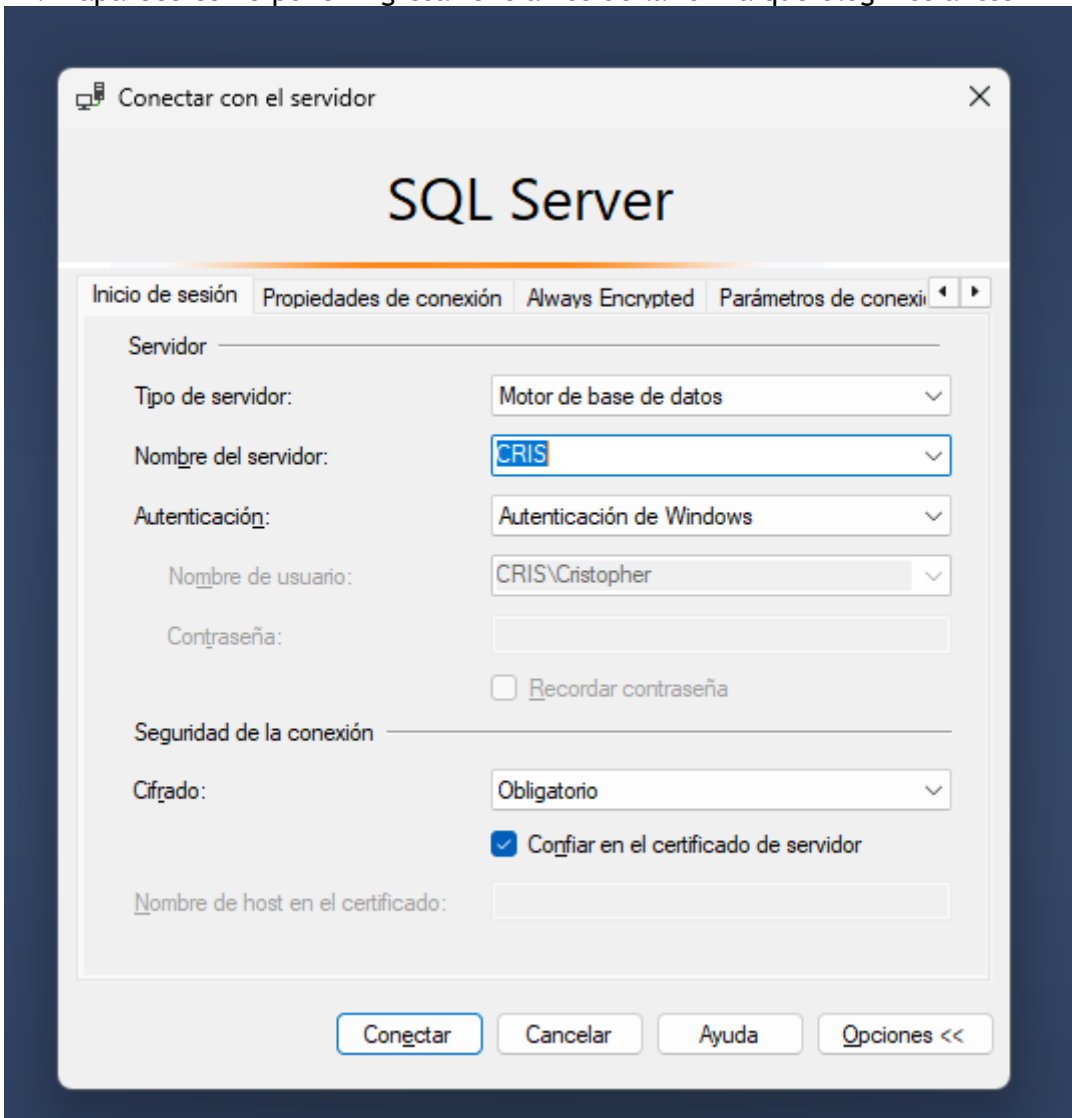 Conectar con el servidor
SQL Server
Inicio de sesión Propiedades de conexión Always Encrypted Parámetros de conexi
Servidor
Tipo de servidor: Motor de base de datos
Nombre del servidor: CRIS
Autenticación: Autenticación de Windows
Nombre de usuario: CRIS\Cristopher
Contraseña:
Recordar contraseña
Seguridad de la conexión
Cifrado: Obligatorio
Confiar en el certificado de servidor
Nombre de host en el certificado:
Conectar Cancelar Ayuda Opciones <<